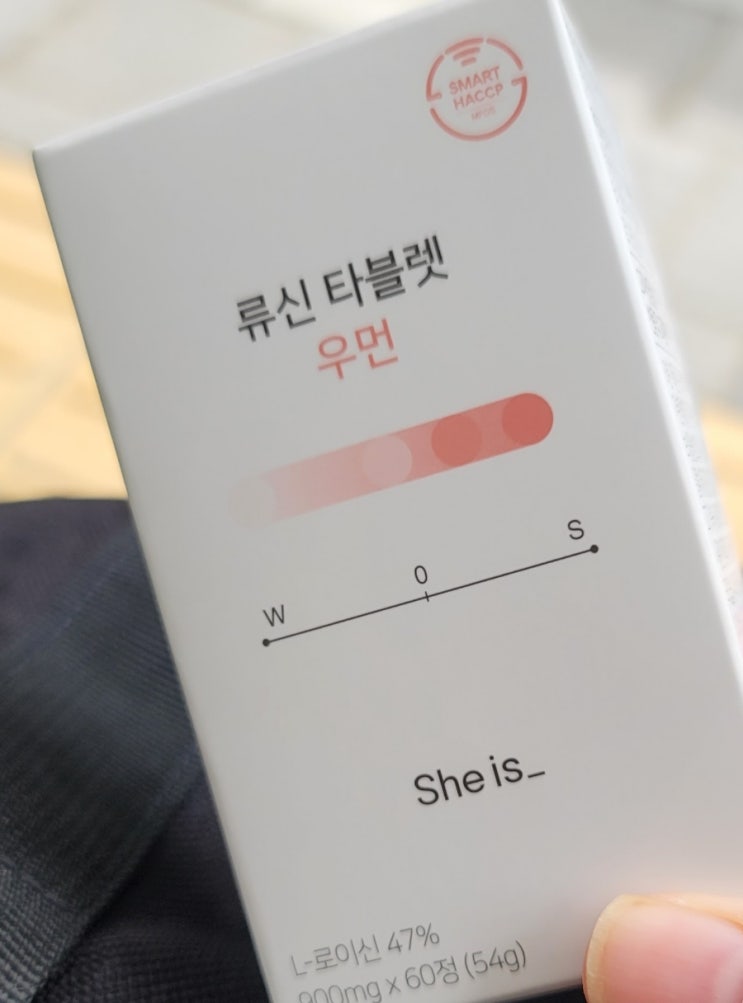 SMART
HACCP
MFDS
류신 타블렛
우먼
S
0
W
She is_
L-로이신 47%
900mg x 60정 (54g)